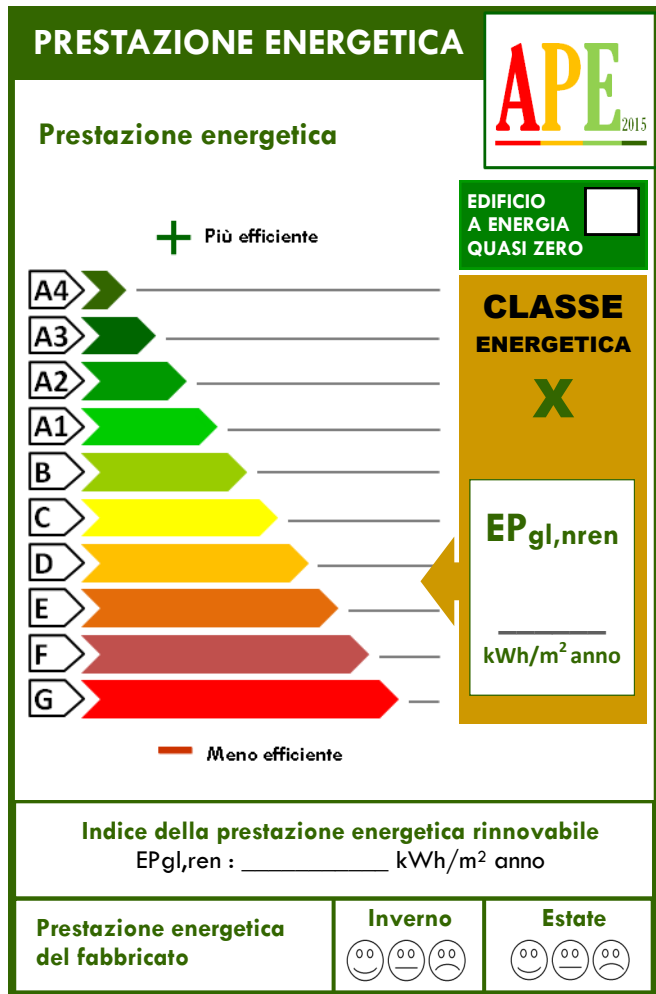 PRESTAZIONE ENERGETICA
APE 2015
Prestazione energetica
EDIFICIO
A ENERGIA
QUASI ZERO
+ Più efficiente
A4
A3
A2
A1
B
C
D
E
F
G
— Meno efficiente
CLASSE
ENERGETICA
X
EPgl,nren
_________
kWh/m² anno
Indice della prestazione energetica rinnovabile
EPgl,ren : ___________ kWh/m² anno
Prestazione energetica
del fabbricato
Inverno
Estate